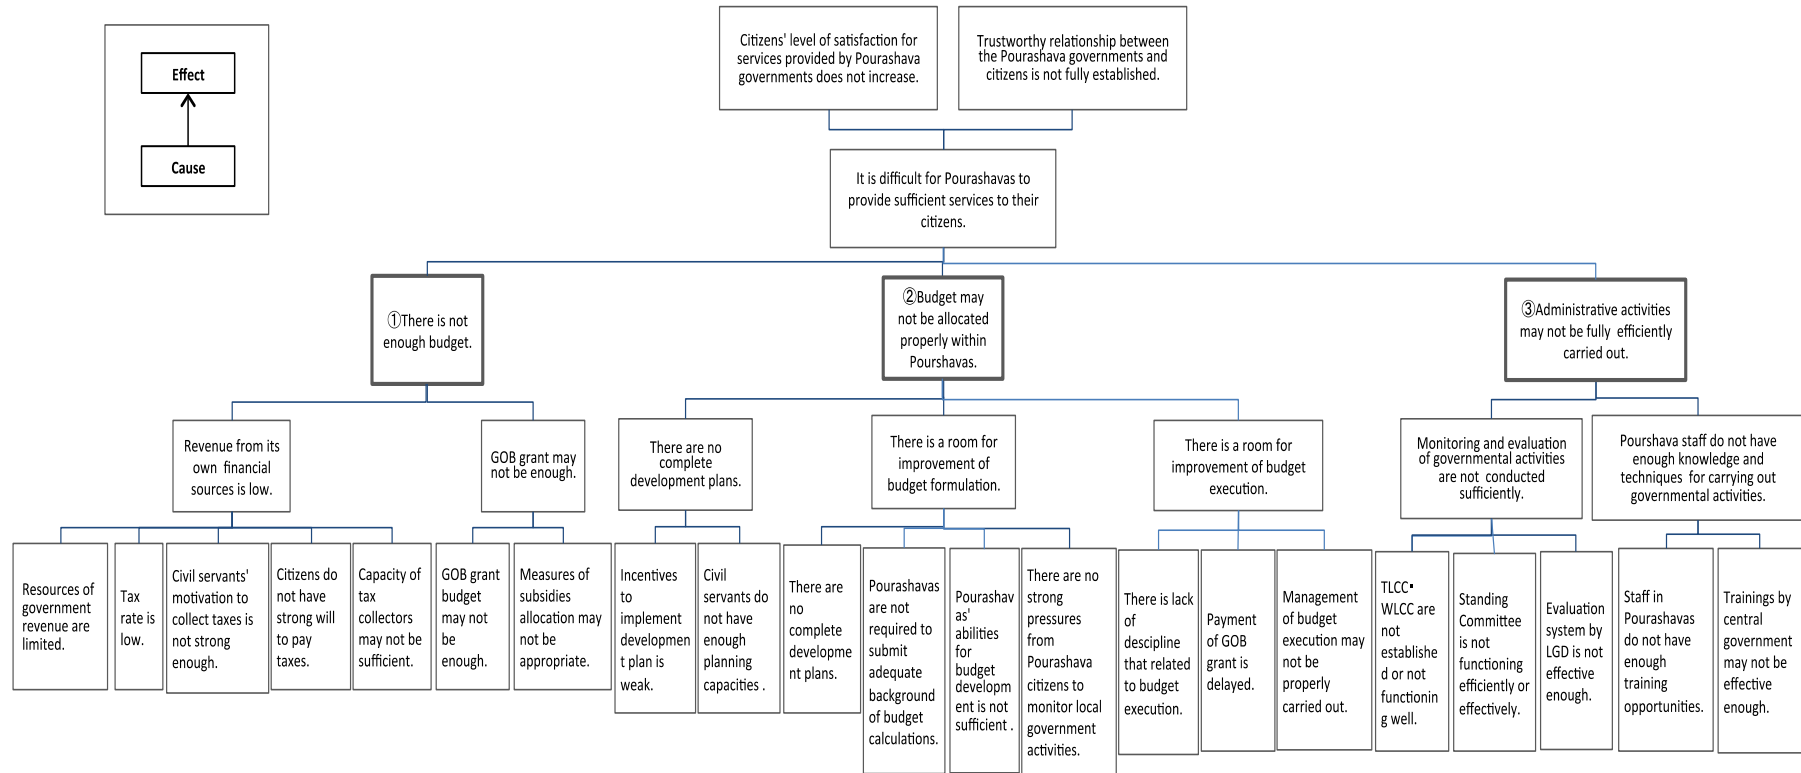 Effect
Cause
Citizens' level of satisfaction for
services provided by Pourashava
governments does not increase.
Trustworthy relationship between
the Pourashava governments and
citizens is not fully established.
It is difficult for Pourashavas to
provide sufficient services to their
citizens.
①There is not
enough budget.
②Budget may
not be allocated
properly within
Pourshavas.
③Administrative activities
may not be fully efficiently
carried out.
Revenue from its
own financial
sources is low.
GOB grant may
not be enough.
There are no
complete
development plans.
There is a room for
improvement of
budget formulation.
There is a room for
improvement of budget
execution.
Monitoring and evaluation
of governmental activities
are not conducted
sufficiently.
Pourshava staff do not have
enough knowledge and
techniques for carrying out
governmental activities.
Resources of
government
revenue are
limited.
Tax
rate is
low.
Civil servants'
motivation to
collect taxes is
not strong
enough.
Citizens do
not have
strong will
to pay
taxes.
Capacity of
tax
collectors
may not be
sufficient.
GOB grant
budget
may not
be
enough.
Measures of
subsidies
allocation may
not be
appropriate.
Incentives
to
implement
developmen
t plan is
weak.
Civil
servants do
not have
enough
planning
capacities .
There are
no
complete
developme
nt plans.
Pourashavas
are not
required to
submit
adequate
background
of budget
calculations.
Pourashav
as'
abilities
for
budget
developm
ent is not
sufficient .
There are no
strong
pressures
from
Pourashava
citizens to
monitor local
government
activities.
There is lack
of
descipline
that related
to budget
execution.
Payment
of GOB
grant is
delayed.
Management
of budget
execution may
not be
properly
carried out.
TLCC・
WLCC are
not
establishe
d or not
functionin
g well.
Standing
Committee
is not
functioning
efficiently or
effectively.
Evaluation
system by
LGD is not
effective
enough.
Staff in
Pourashavas
do not have
enough
training
opportunities.
Trainings by
central
government
may not be
effective
enough.